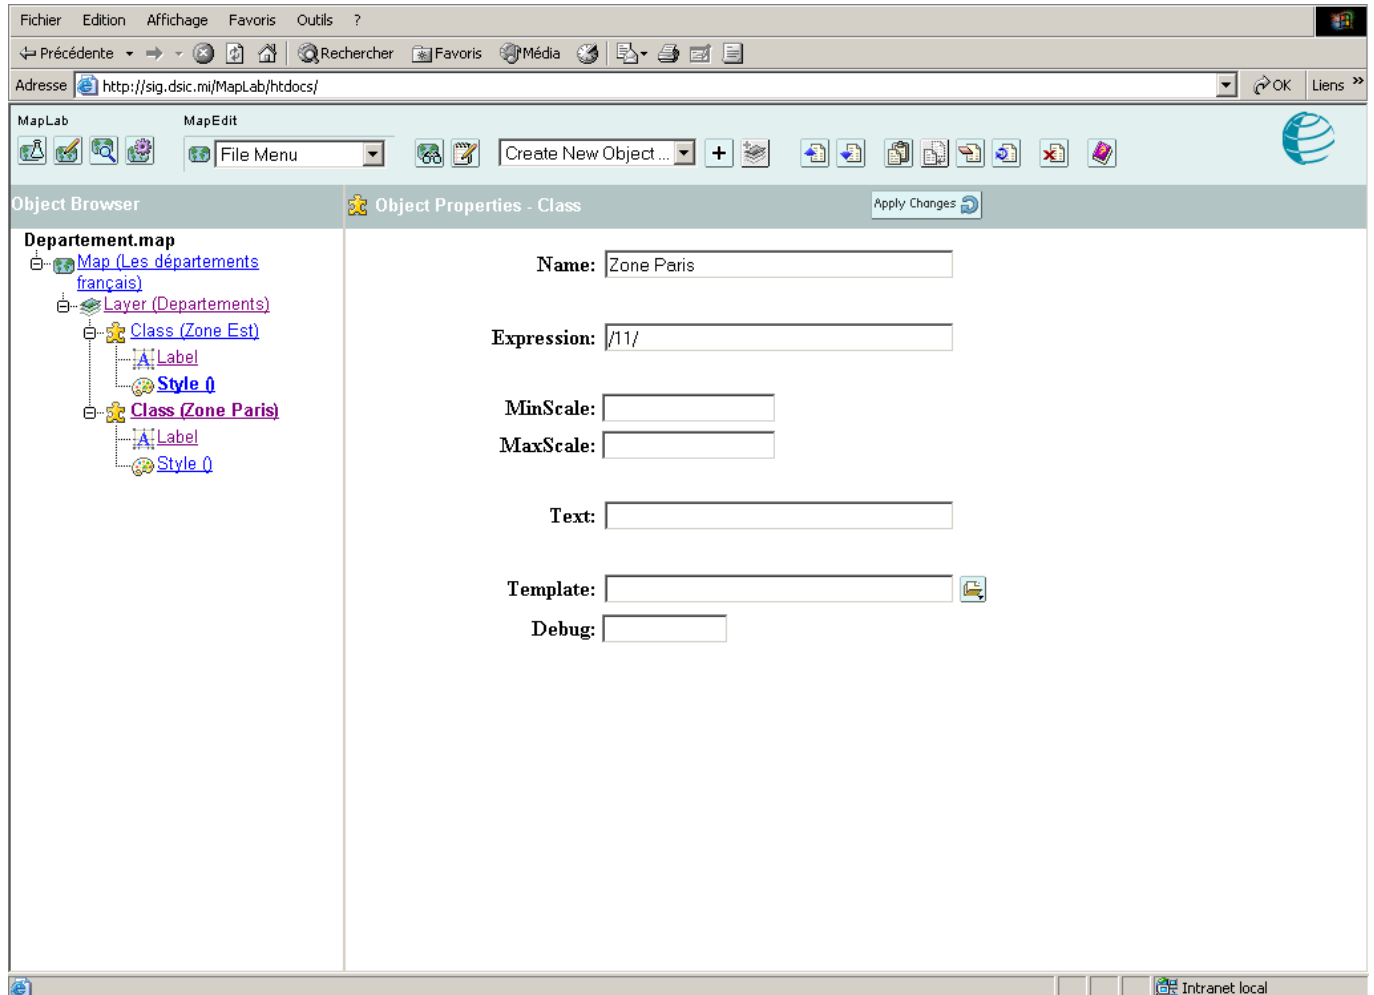 Fichier Edition Affichage Favoris Outils ?
Précédente Rechercher Favoris Média
Adresse http://sig.dsic.mi/MapLab/htdocs/ OK Liens »
MapLab MapEdit
File Menu Create New Object ... +
Object Browser Object Properties - Class Apply Changes
Departement.map
Map (Les départements
français)
Layer (Departements)
Class (Zone Est)
Label
Style ()
Class (Zone Paris)
Label
Style ()
Name: Zone Paris
Expression: /11/
MinScale:
MaxScale:
Text:
Template:
Debug:
Intranet local